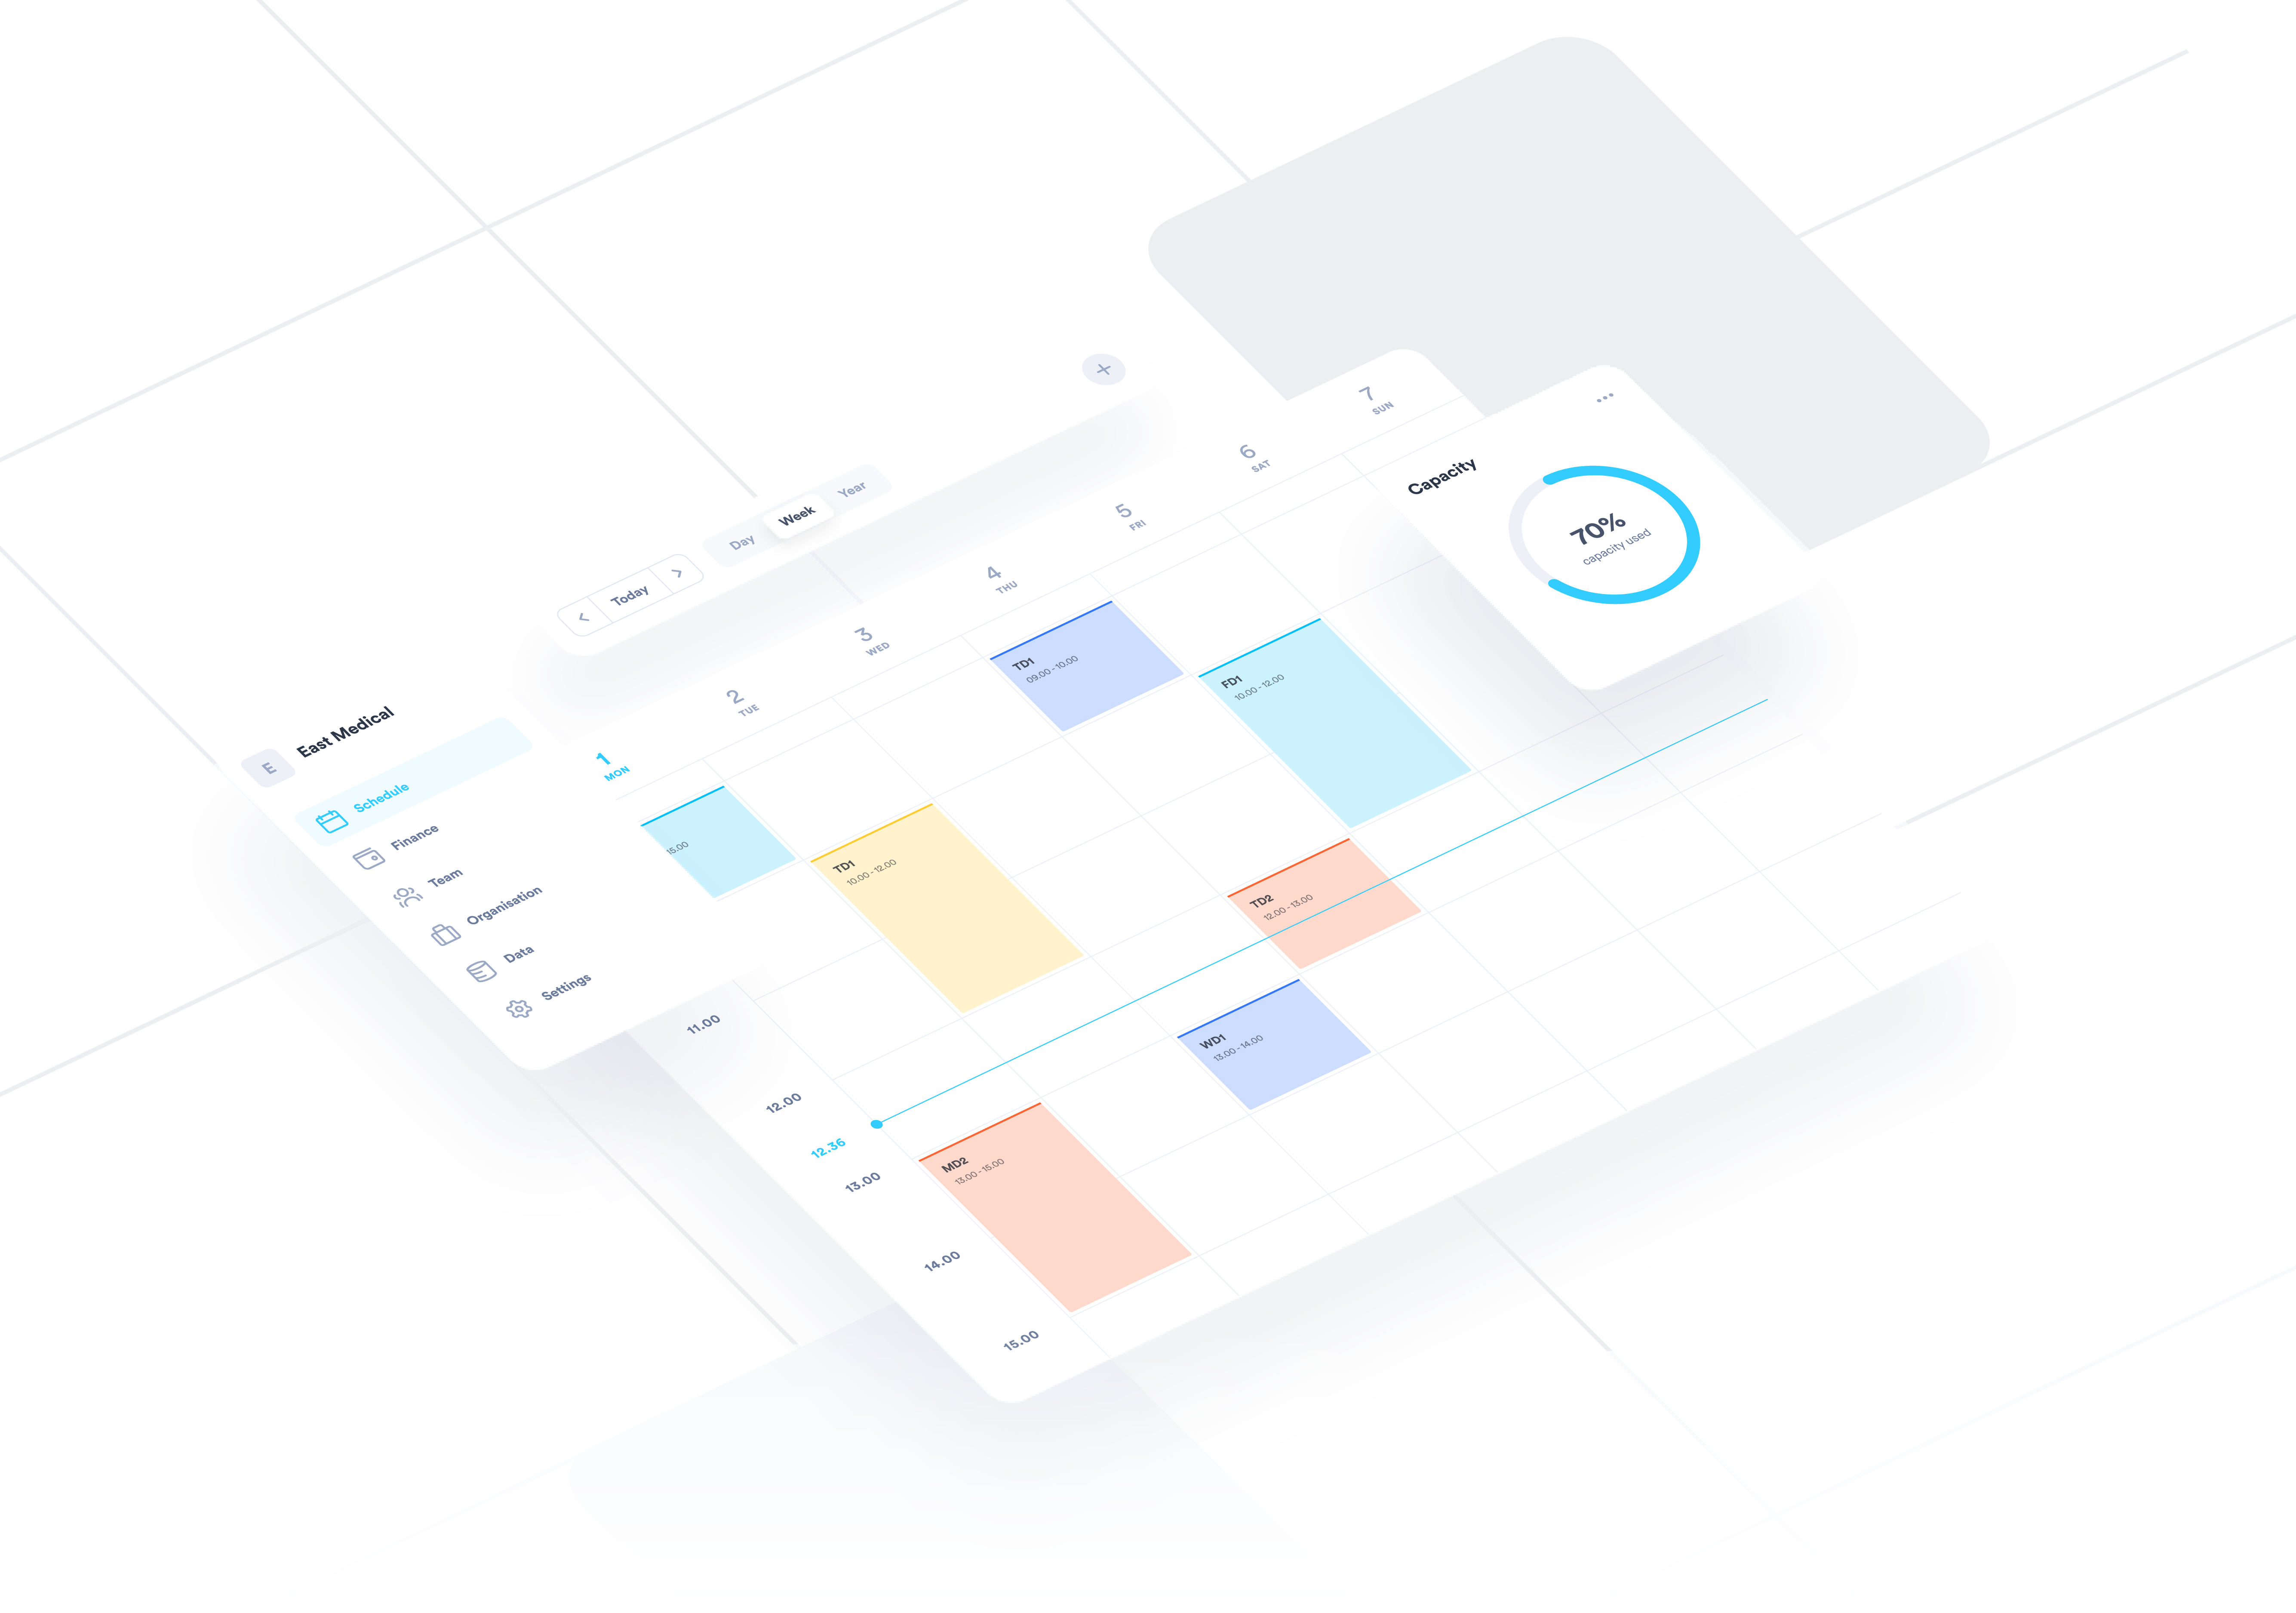 East Medical
E
Schedule
Finance
Team
Organisation
Data
Settings
Today
Day
Week
Year
1
MON
2
TUE
3
WED
4
THU
5
FRI
6
SAT
7
SUN
15.00
TD1
10.00 - 12.00
TD1
09.00 - 10.00
FD1
10.00 - 12.00
TD2
12.00 - 13.00
WD1
13.00 - 14.00
MD2
13.00 - 15.00
11.00
12.00
12.36
13.00
14.00
15.00
Capacity
70%
capacity used